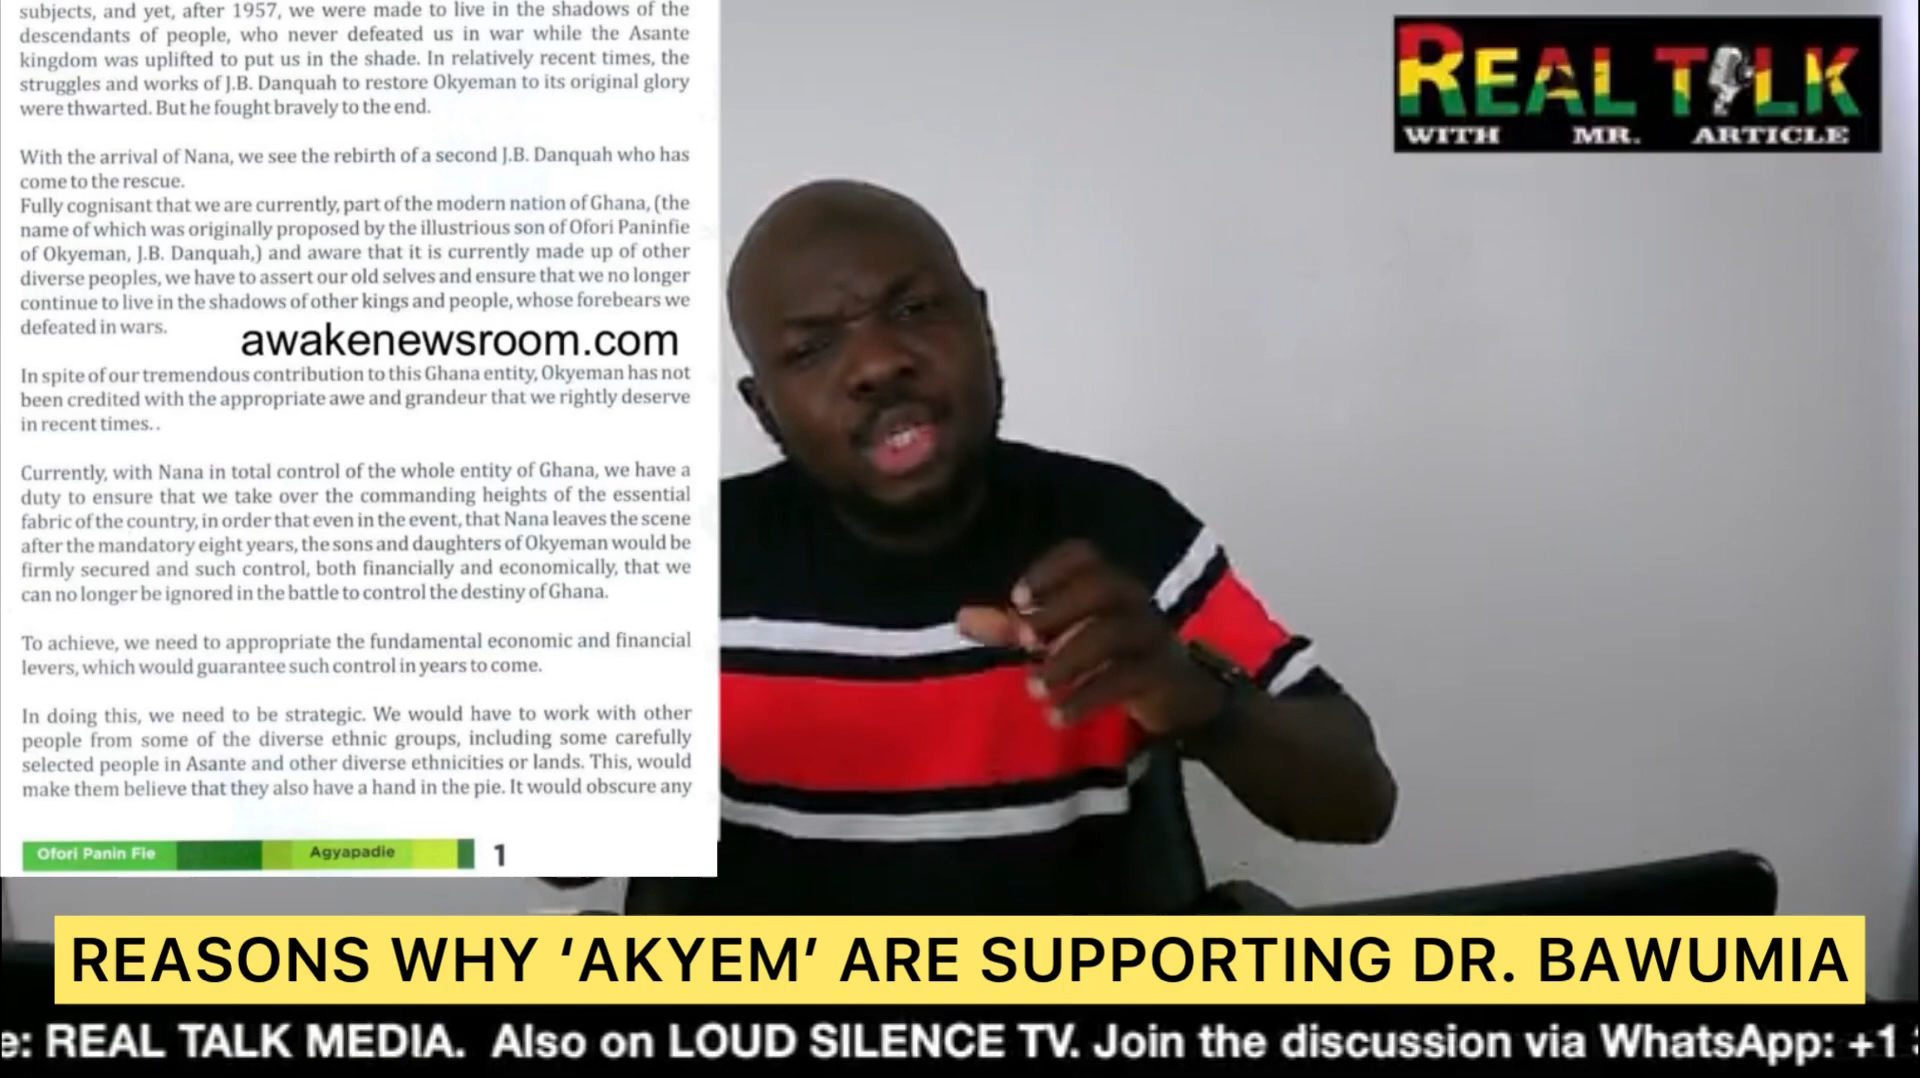 subjects, and yet, after 1957, we were made to live in the shadows of the
descendants of people, who never defeated us in war while the Asante
kingdom was uplifted to put us in the shade. In relatively recent times, the
struggles and works of J.B. Danquah to restore Okyeman to its original glory
were thwarted. But he fought bravely to the end.
With the arrival of Nana, we see the rebirth of a second J.B. Danquah who has
come to the rescue.
Fully cognisant that we are currently, part of the modern nation of Ghana, (the
name of which was originally proposed by the illustrious son of Ofori Paninfie
of Okyeman, J.B. Danquah,) and aware that it is currently made up of other
diverse peoples, we have to assert our old selves and ensure that we no longer
continue to live in the shadows of other kings and people, whose forebears we
defeated in wars.
awakenewsroom.com
In spite of our tremendous contribution to this Ghana entity, Okyeman has not
been credited with the appropriate awe and grandeur that we rightly deserve
in recent times..
Currently, with Nana in total control of the whole entity of Ghana, we have a
duty to ensure that we take over the commanding heights of the essential
fabric of the country, in order that even in the event, that Nana leaves the scene
after the mandatory eight years, the sons and daughters of Okyeman would be
firmly secured and such control, both financially and economically, that we
can no longer be ignored in the battle to control the destiny of Ghana.
To achieve, we need to appropriate the fundamental economic and financial
levers, which would guarantee such control in years to come.
In doing this, we need to be strategic. We would have to work with other
people from some of the diverse ethnic groups, including some carefully
selected people in Asante and other diverse ethnicities or lands. This, would
make them believe that they also have a hand in the pie. It would obscure any
Ofori Panin Fie Agyapadie 1
REAL TALK
WITH MR. ARTICLE
REASONS WHY ‘AKYEM’ ARE SUPPORTING DR. BAWUMIA
e: REAL TALK MEDIA. Also on LOUD SILENCE TV. Join the discussion via WhatsApp: +1